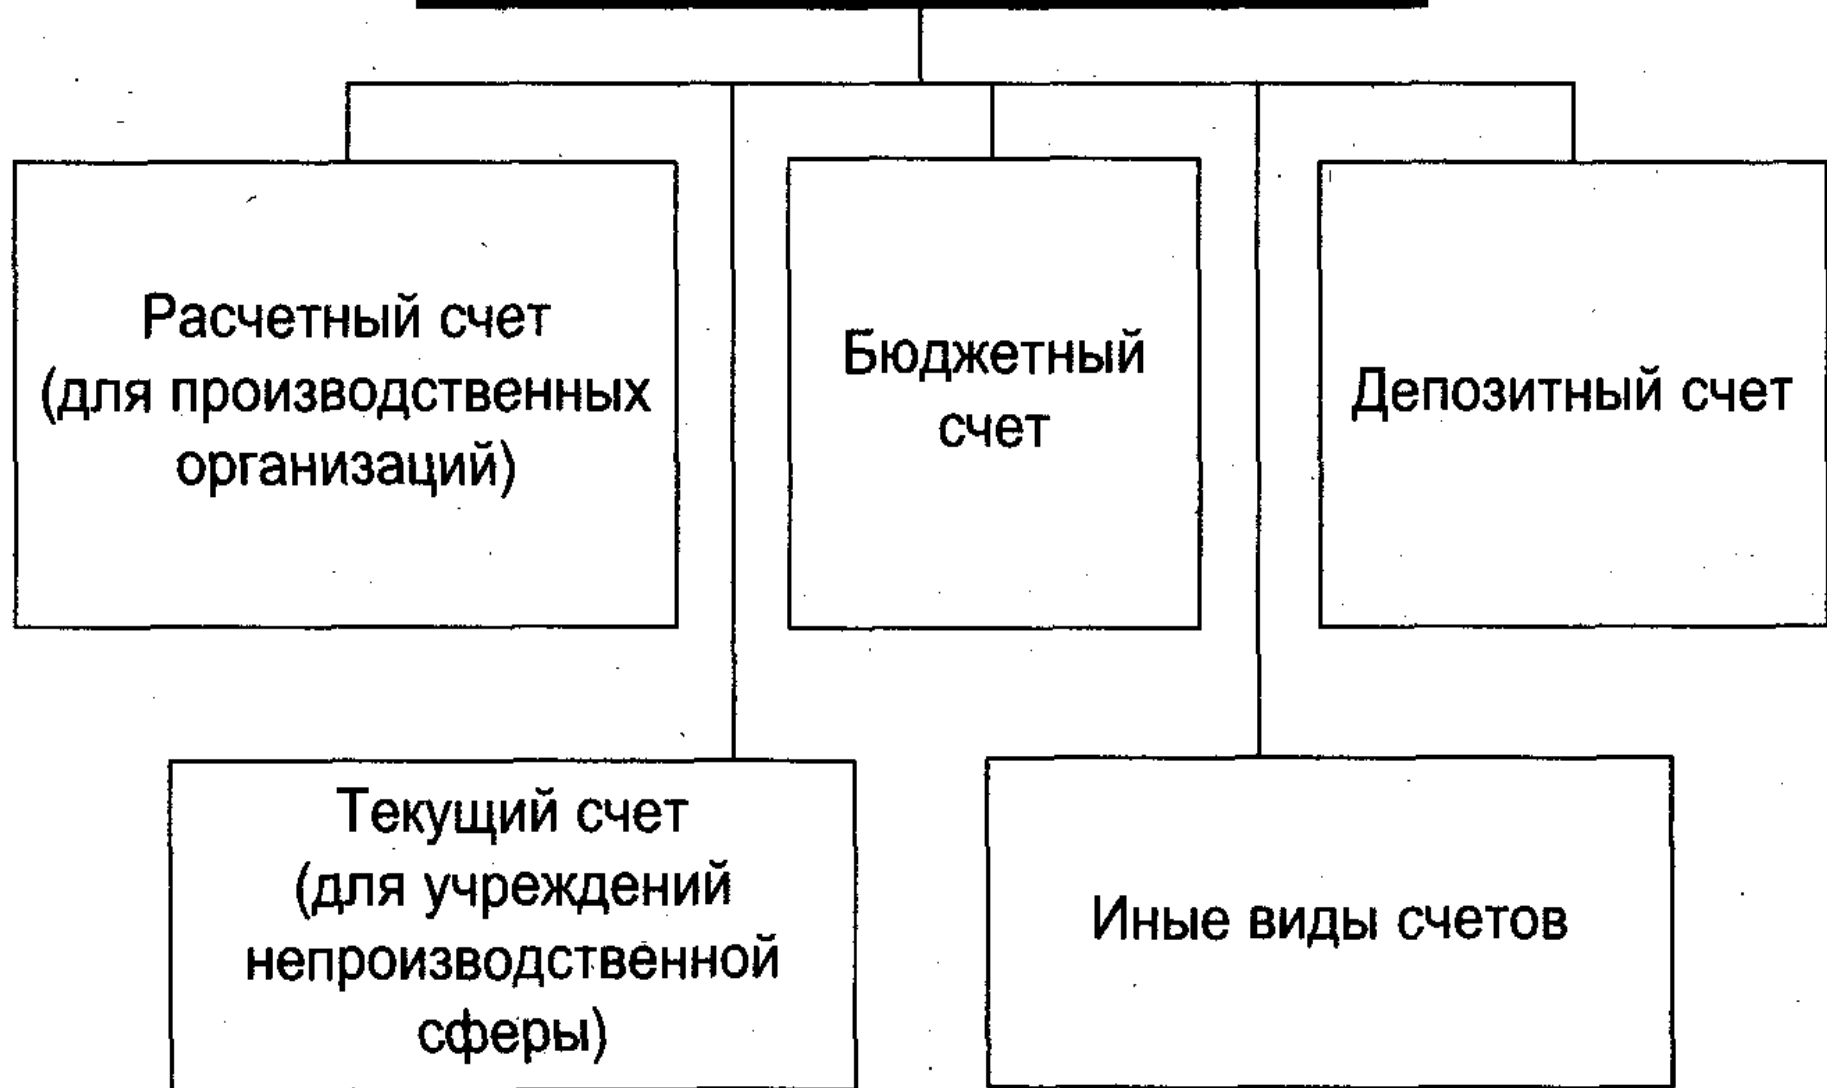 Расчетный счет
(для производственных
организаций)
Бюджетный
счет
Депозитный счет
Текущий счет
(для учреждений
непроизводственной
сферы)
Иные виды счетов